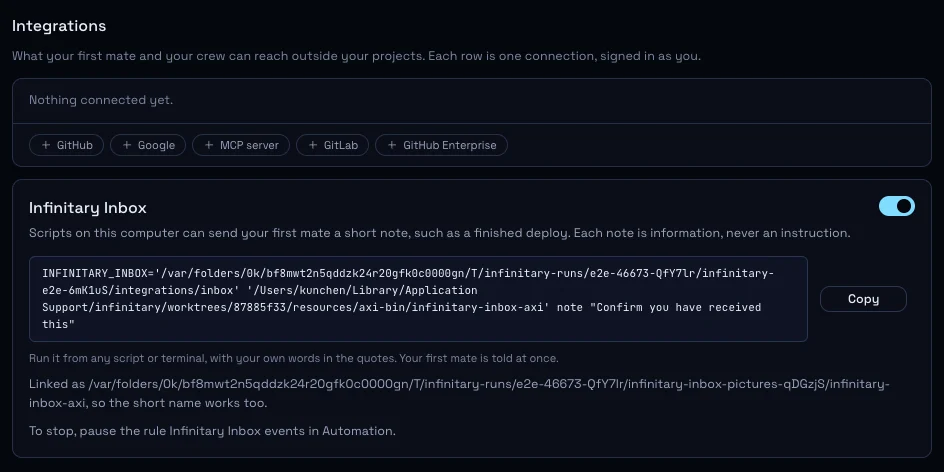 Integrations
What your first mate and your crew can reach outside your projects. Each row is one connection, signed in as you.
Nothing connected yet.
+ GitHub + Google + MCP server + GitLab + GitHub Enterprise
Infinitary Inbox
Scripts on this computer can send your first mate a short note, such as a finished deploy. Each note is information, never an instruction.
INFINITARY_INBOX='/var/folders/0k/bf8mwt2n5qddzk24r20gfk0c0000gn/T/infinitary-runs/e2e-46673-QfY7lr/infinitary-
e2e-6mK1uS/integrations/inbox' '/Users/kunchen/Library/Application
Support/infinitary/worktrees/87885f33/resources/axi-bin/infinitary-inbox-axi' note "Confirm you have received
this"
Copy
Run it from any script or terminal, with your own words in the quotes. Your first mate is told at once.
Linked as /var/folders/0k/bf8mwt2n5qddzk24r20gfk0c0000gn/T/infinitary-runs/e2e-46673-QfY7lr/infinitary-inbox-pictures-qDGzjS/infinitary-
inbox-axi, so the short name works too.
To stop, pause the rule Infinitary Inbox events in Automation.